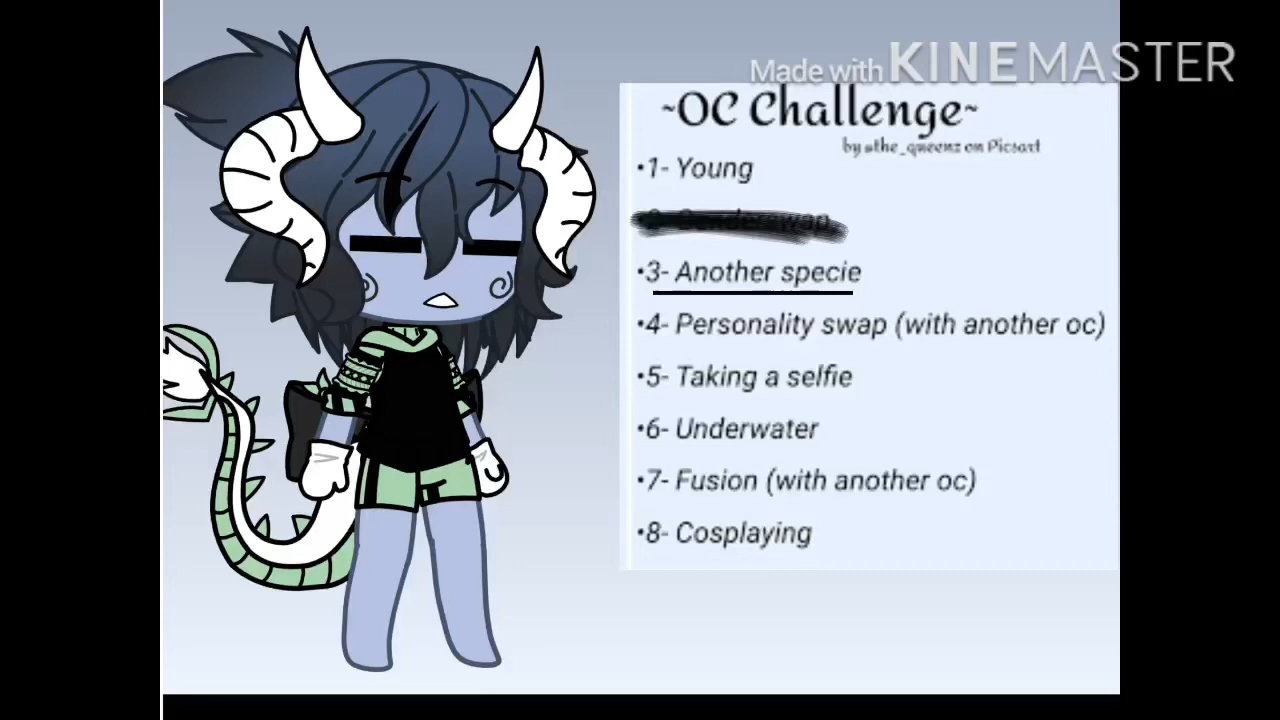 Made with KINEMASTER
~OC Challenge~
by @the_queenz on Picsart
•1- Young
•3- Another specie
•4- Personality swap (with another oc)
•5- Taking a selfie
•6- Underwater
•7- Fusion (with another oc)
•8- Cosplaying